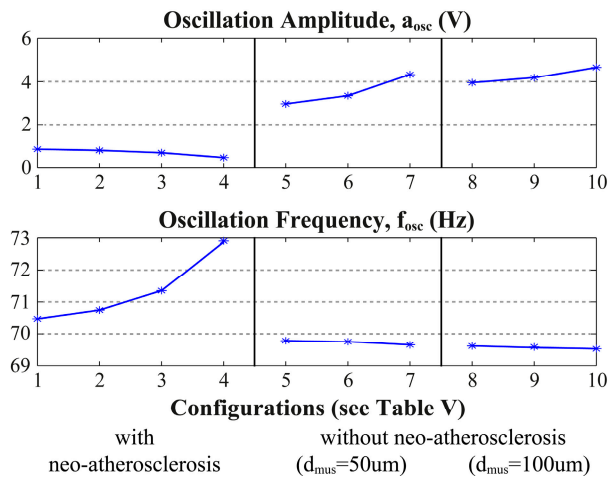 Oscillation Amplitude, aosc (V)
6
4
2
0
1 2 3 4 5 6 7 8 9 10
Oscillation Frequency, fosc (Hz)
73
72
71
70
69
1 2 3 4 5 6 7 8 9 10
Configurations (see Table V)
with without neo-atherosclerosis
neo-atherosclerosis (dmus=50um) (dmus=100um)